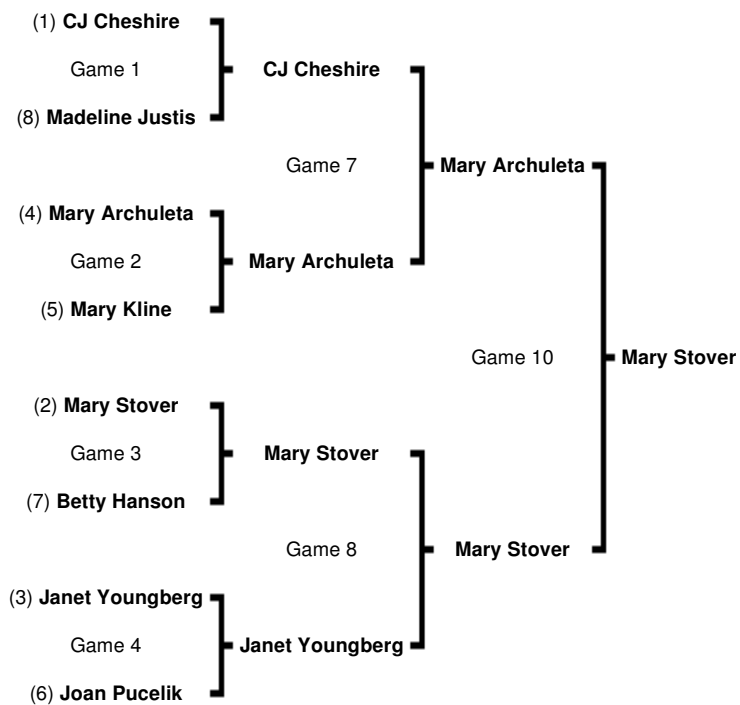 (1) CJ Cheshire
Game 1
CJ Cheshire
(8) Madeline Justis
Game 7
Mary Archuleta
(4) Mary Archuleta
Game 2
Mary Archuleta
(5) Mary Kline
Game 10
Mary Stover
(2) Mary Stover
Game 3
Mary Stover
(7) Betty Hanson
Game 8
Mary Stover
(3) Janet Youngberg
Game 4
Janet Youngberg
(6) Joan Pucelik